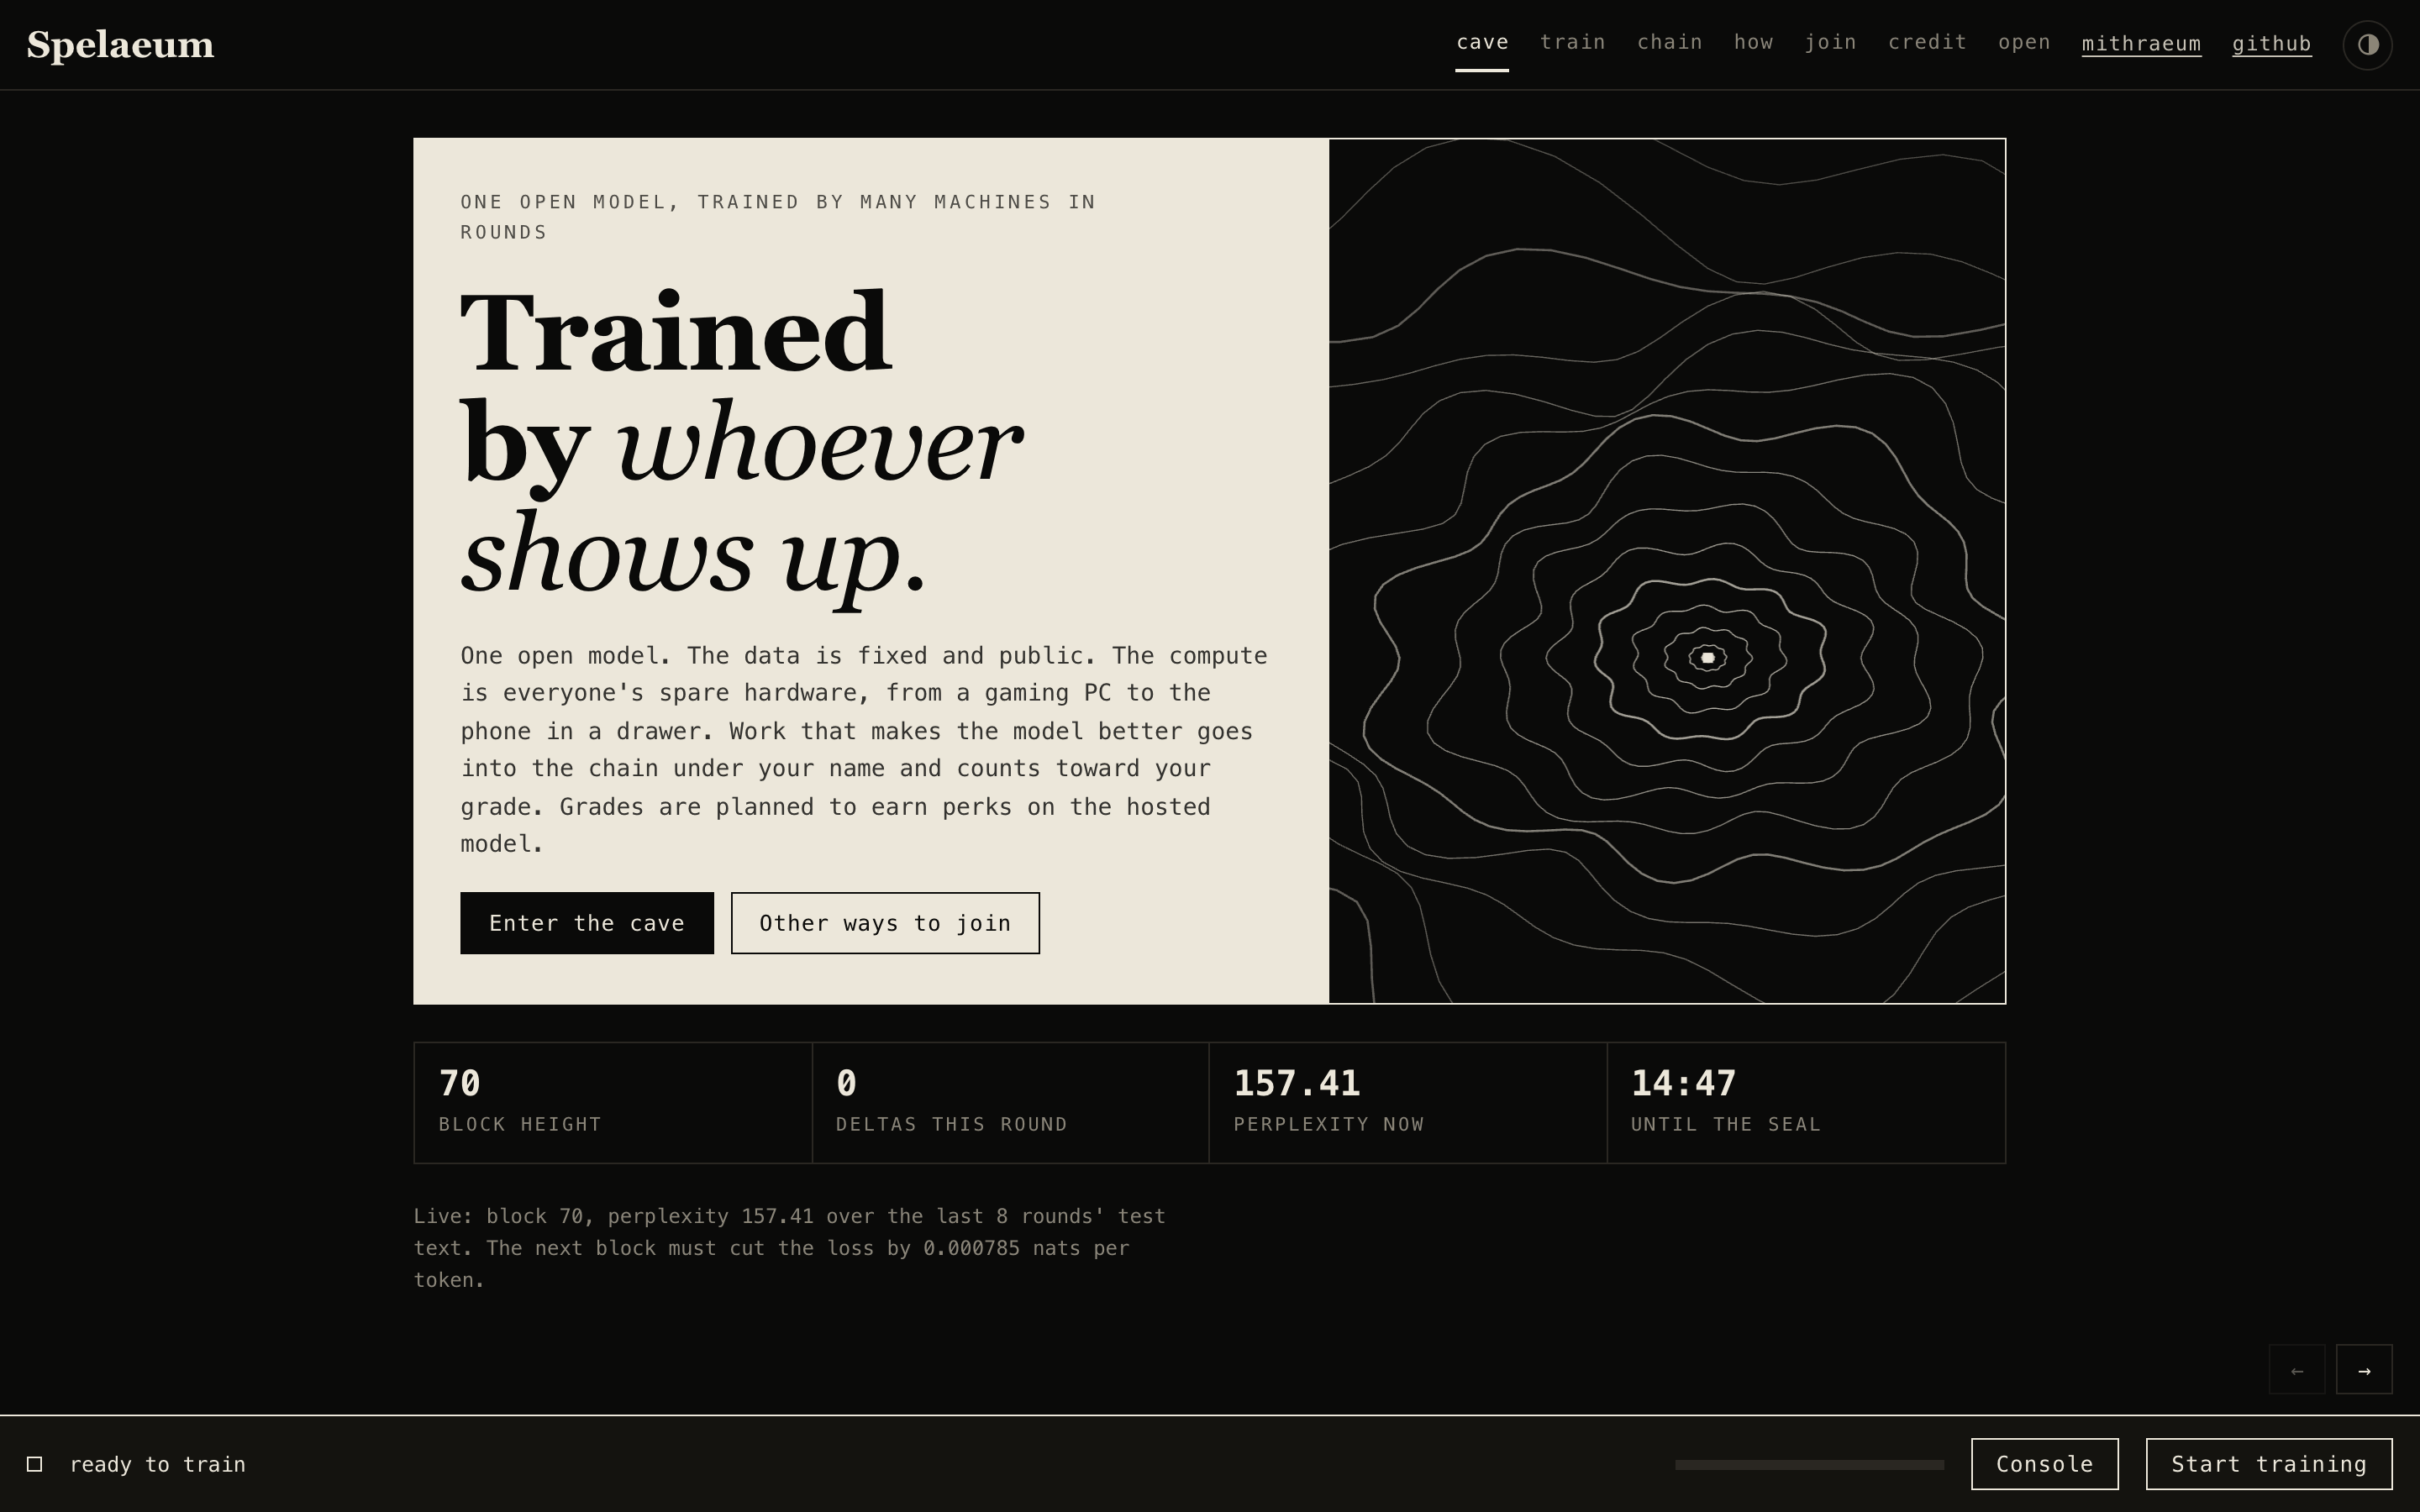 Spelaeum
cave train chain how join credit open mithraeum github
ONE OPEN MODEL, TRAINED BY MANY MACHINES IN
ROUNDS
Trained
by whoever
shows up.
One open model. The data is fixed and public. The compute
is everyone's spare hardware, from a gaming PC to the
phone in a drawer. Work that makes the model better goes
into the chain under your name and counts toward your
grade. Grades are planned to earn perks on the hosted
model.
Enter the cave Other ways to join
70 0 157.41 14:47
BLOCK HEIGHT DELTAS THIS ROUND PERPLEXITY NOW UNTIL THE SEAL
Live: block 70, perplexity 157.41 over the last 8 rounds' test
text. The next block must cut the loss by 0.000785 nats per
token.
← →
ready to train Console Start training